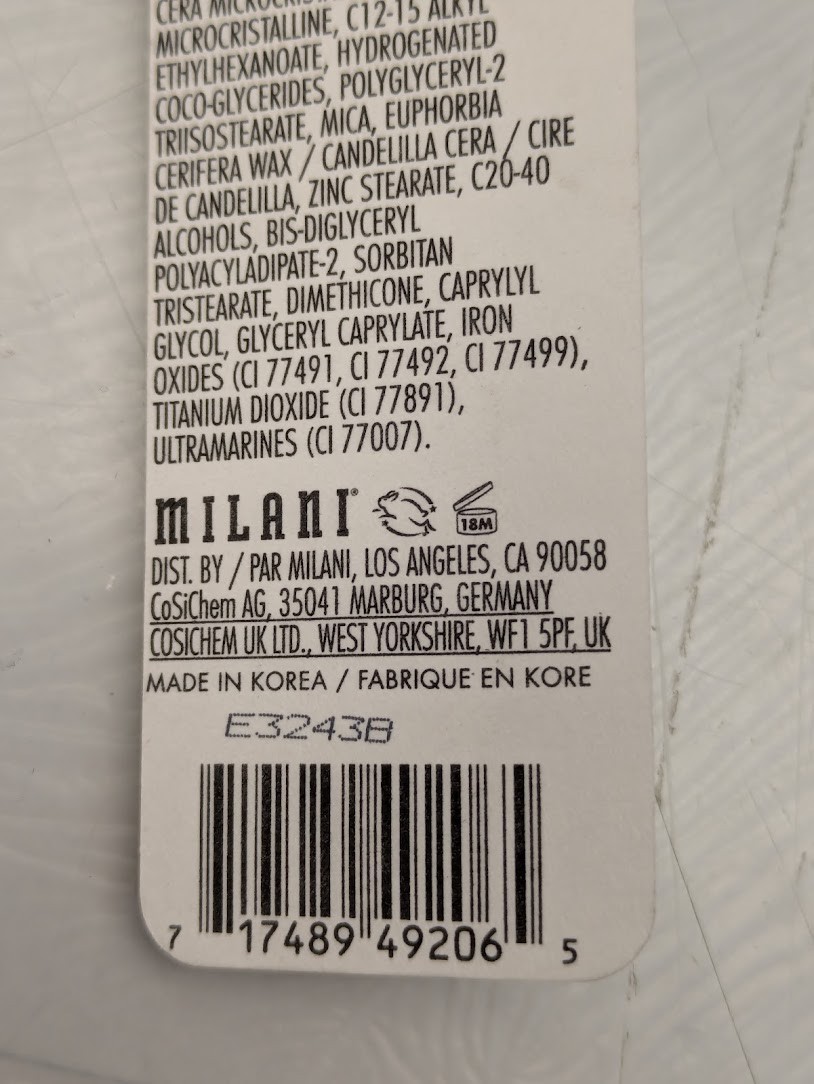 CERA
MICROCRISTALLINE, C12-15 ALKYL
ETHYLHEXANOATE, HYDROGENATED
COCO-GLYCERIDES, POLYGLYCERYL-2
TRIISOSTEARATE, MICA, EUPHORBIA
CERIFERA WAX / CANDELILLA CERA / CIRE
DE CANDELILLA, ZINC STEARATE, C20-40
ALCOHOLS, BIS-DIGLYCERYL
POLYACYLADIPATE-2, SORBITAN
TRISTEARATE, DIMETHICONE, CAPRYLYL
GLYCOL, GLYCERYL CAPRYLATE, IRON
OXIDES (CI 77491, CI 77492, CI 77499),
TITANIUM DIOXIDE (CI 77891),
ULTRAMARINES (CI 77007).
MILANI® 18M
DIST. BY / PAR MILANI, LOS ANGELES, CA 90058
CoSiChem AG, 35041 MARBURG, GERMANY
COSICHEM UK LTD., WEST YORKSHIRE, WF1 5PF, UK
MADE IN KOREA / FABRIQUE EN KORE
E3243B
7 17489 49206 5